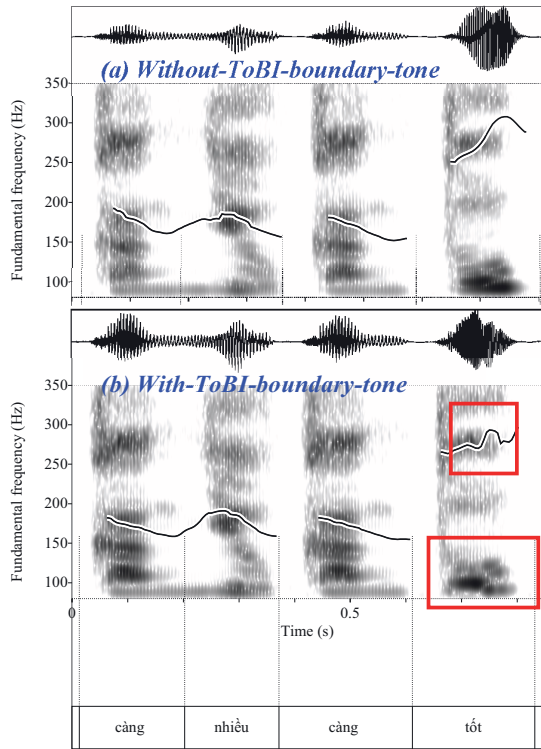 (a) Without-ToBI-boundary-tone
350
300
250
200
150
100
Fundamental frequency (Hz)
(b) With-ToBI-boundary-tone
350
300
250
200
150
100
Fundamental frequency (Hz)
0
0.5
Time (s)
càng nhiều càng tốt